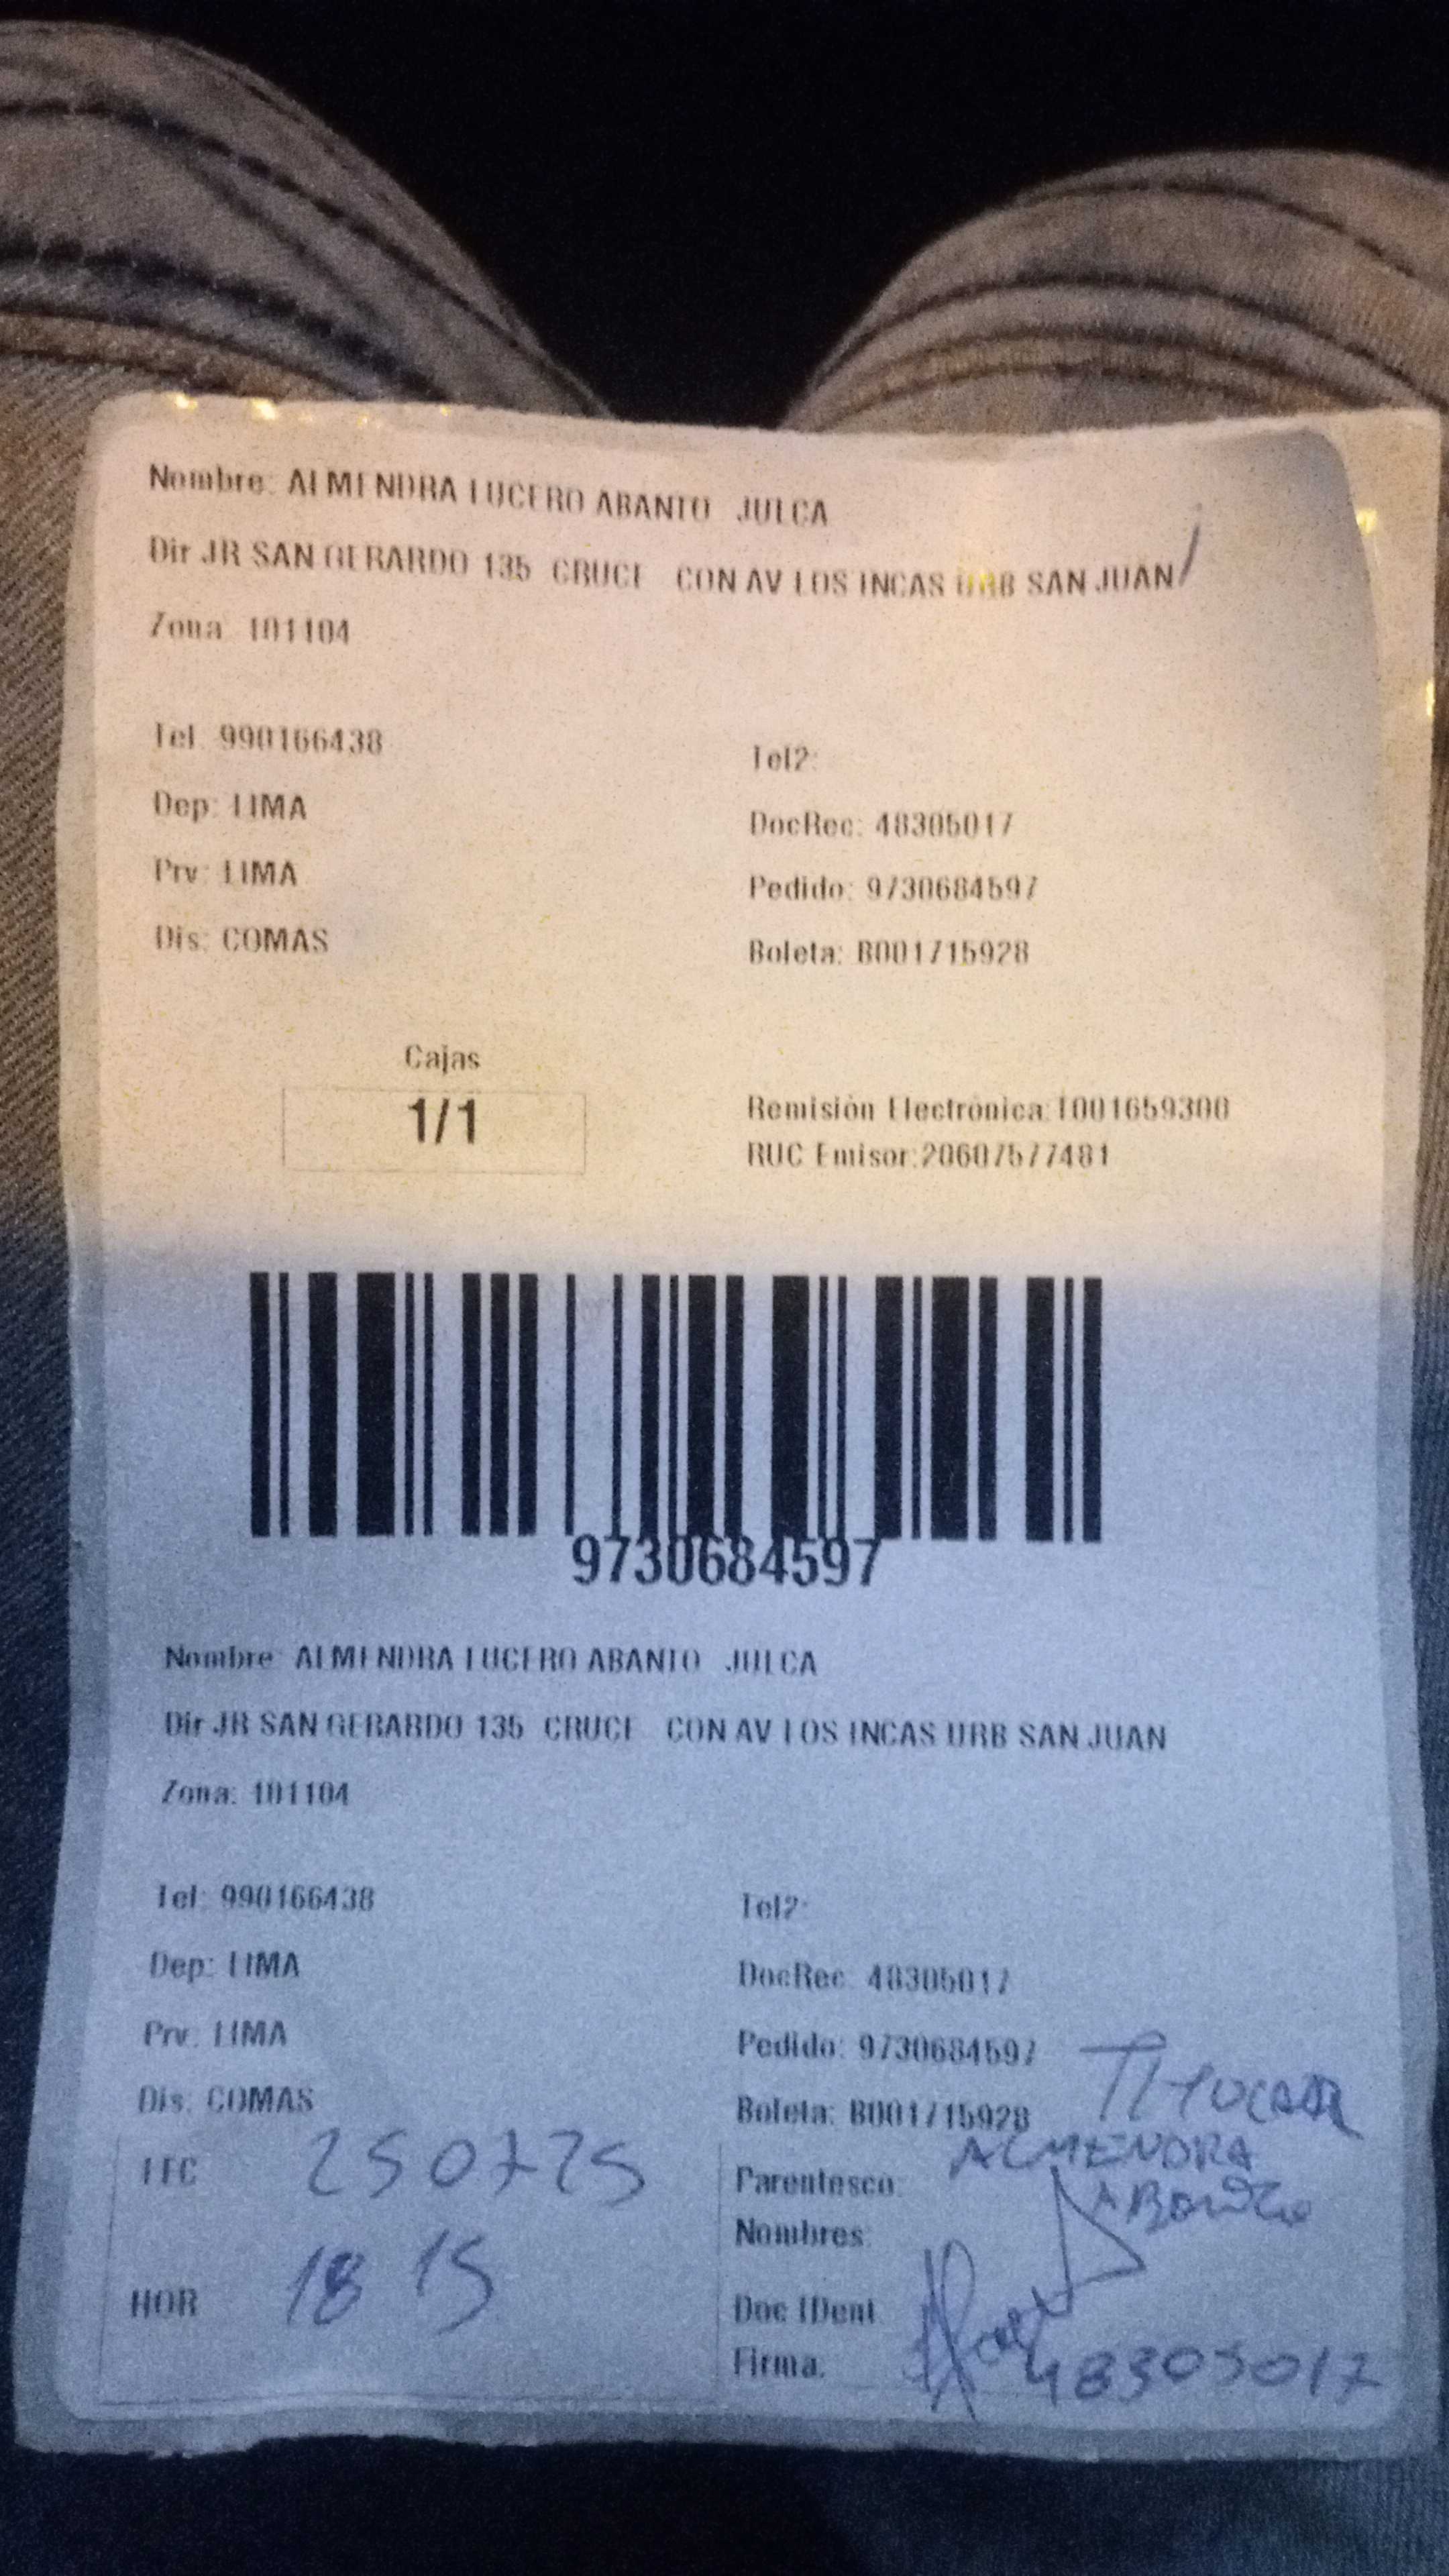 Nombre: ALMENDRA LUCERO ABANTO JULCA
Dir JR SAN GERARDO 135 CRUCE CON AV LOS INCAS URB SAN JUAN
Zona: 101104
Tel: 990166438
Tel2:
Dep: LIMA
DocRec: 48305017
Prv: LIMA
Pedido: 9730684597
Dis: COMAS
Boleta: B001715928
Cajas
1/1
Remisión Electrónica:T001659300
RUC Emisor:20607577481
9730684597
Nombre: ALMENDRA LUCERO ABANTO JULCA
Dir JR SAN GERARDO 135 CRUCE CON AV LOS INCAS URB SAN JUAN
Zona: 101104
Tel: 990166438
Tel2:
Dep: LIMA
DocRec: 48305017
Prv: LIMA
Pedido: 9730684597
Dis: COMAS
Boleta: B001715928
TITULAR
FEC 250725
Parentesco: ALMENDRA
ABANTO
Nombres:
HOR 18 15
Doc IDent
Firma: 48305017